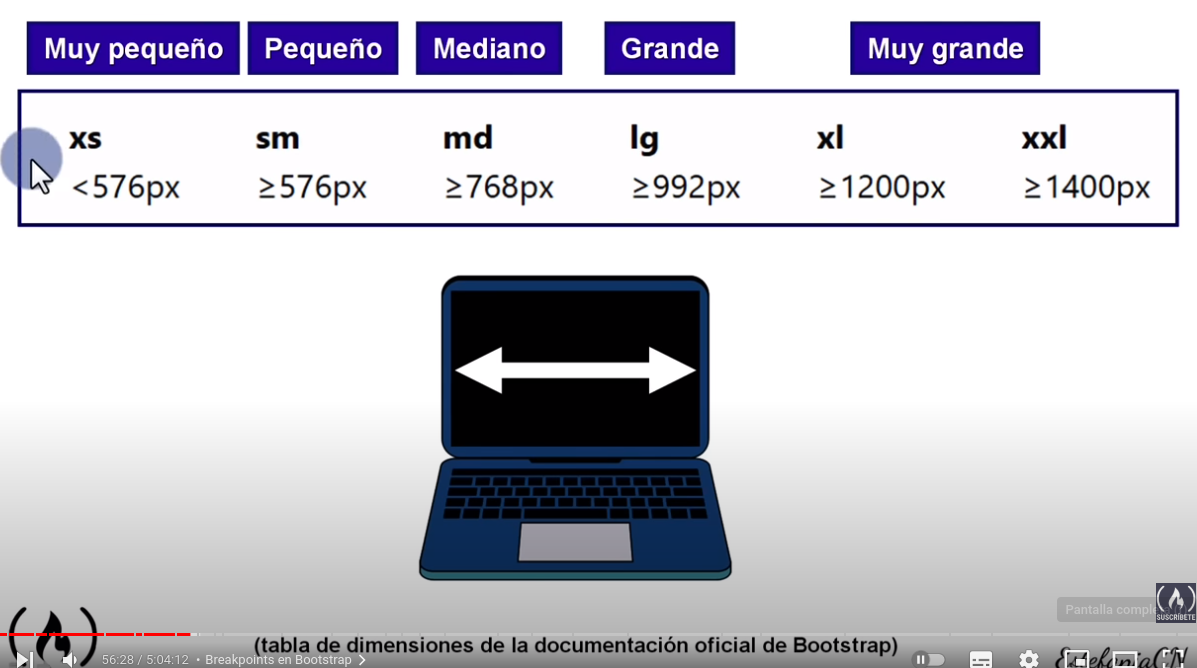 Muy pequeño Pequeño Mediano Grande Muy grande
xs sm md lg xl xxl
<576px ≥576px ≥768px ≥992px ≥1200px ≥1400px
Pantalla comple
SUSCRÍBETE
(tabla de dimensiones de la documentación oficial de Bootstrap)
56:28 / 5:04:12 • Breakpoints en Bootstrap
EstefaniaCN